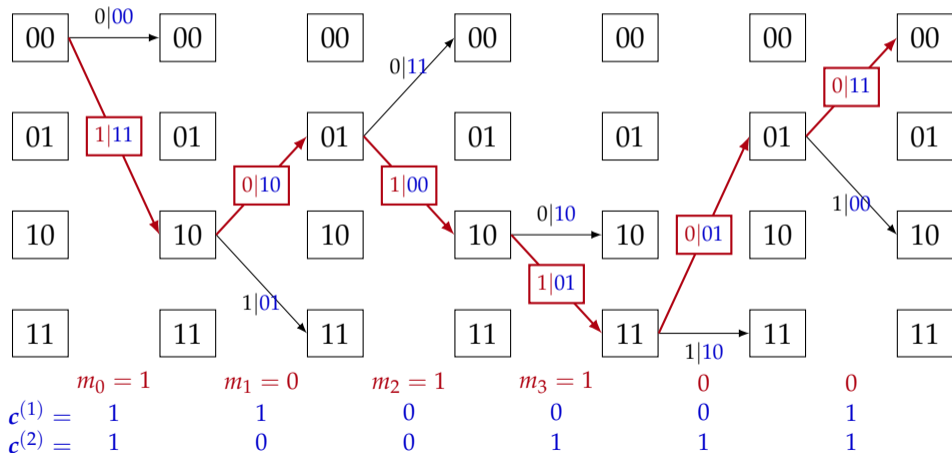 00 0|00 00 00 0|11 00 00 00 0|11 00
01 1|11 01 01 01 01 01 01
0|10 1|00
10 10 10 10 0|10 10 0|01 10 1|00 10
1|01 1|01
11 11 11 11 11 1|10 11 11
m₀ = 1 m₁ = 0 m₂ = 1 m₃ = 1 0 0
c⁽¹⁾ = 1 1 0 0 0 1
c⁽²⁾ = 1 0 0 1 1 1